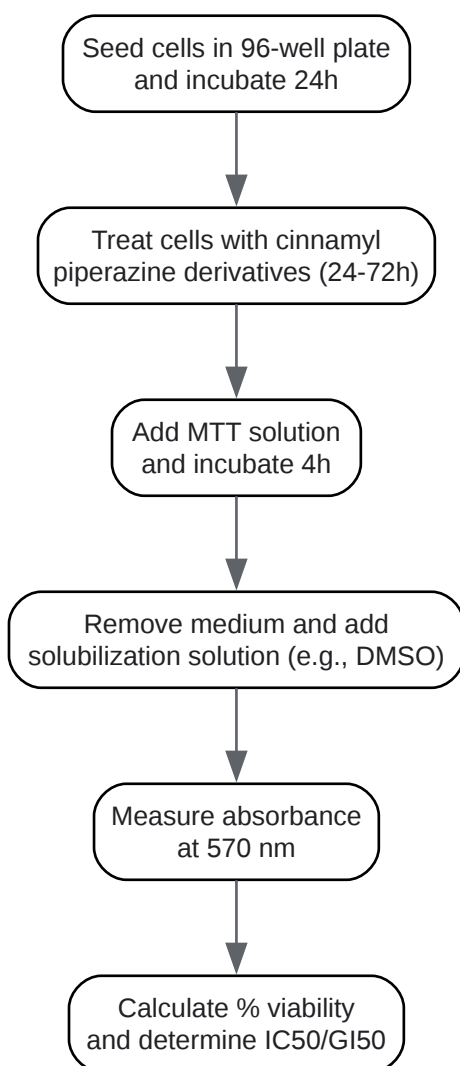 Seed cells in 96-well plate
and incubate 24h
Treat cells with cinnamyl
piperazine derivatives (24-72h)
Add MTT solution
and incubate 4h
Remove medium and add
solubilization solution (e.g., DMSO)
Measure absorbance
at 570 nm
Calculate % viability
and determine IC50/GI50